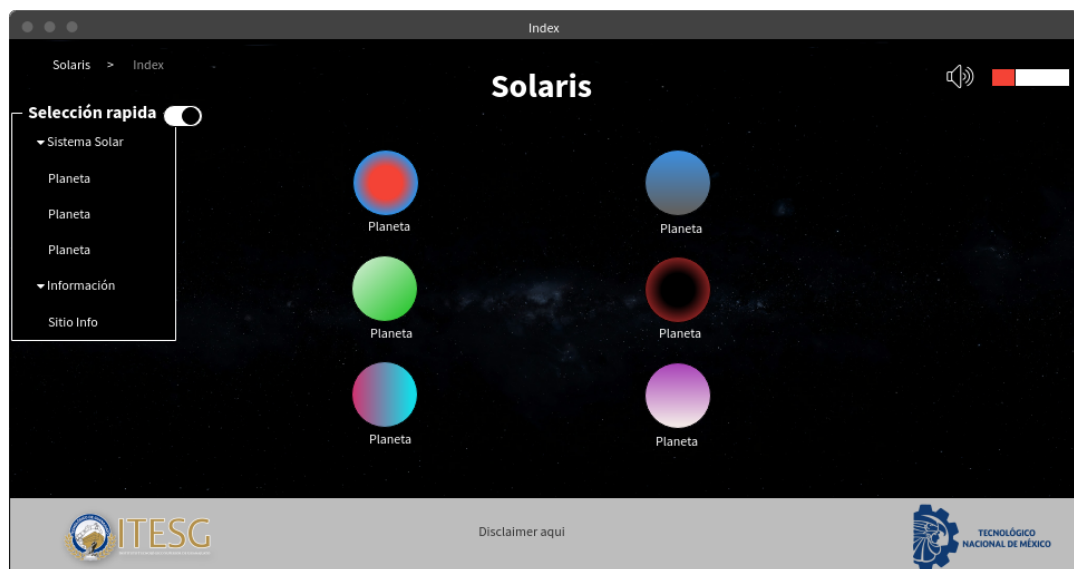 Index
Solaris > Index
Solaris
Selección rapida
Sistema Solar
Planeta
Planeta
Planeta
Información
Sitio Info
Planeta
Planeta
Planeta
Planeta
Planeta
Planeta
ITESG
Disclaimer aqui
TECNOLÓGICO
NACIONAL DE MÉXICO